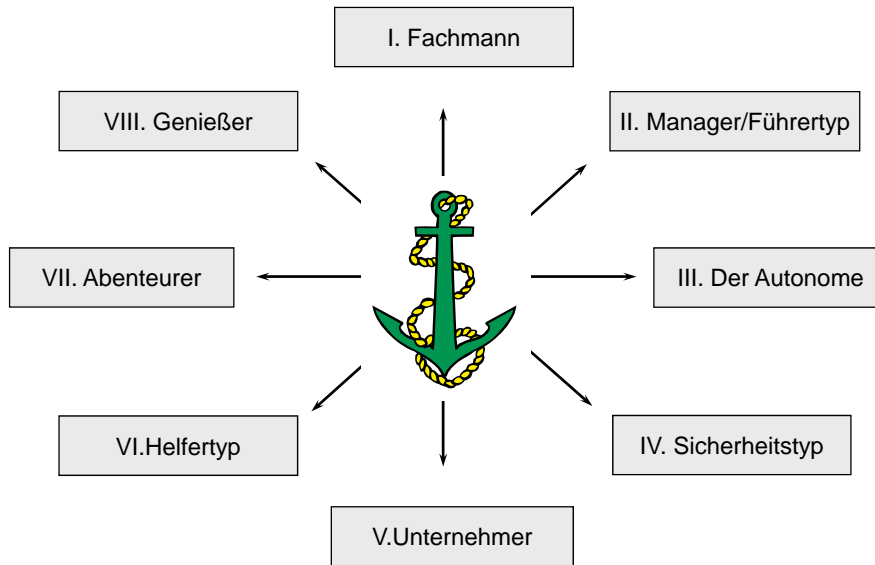 I. Fachmann
II. Manager/Führertyp
III. Der Autonome
IV. Sicherheitstyp
V.Unternehmer
VI.Helfertyp
VII. Abenteurer
VIII. Genießer